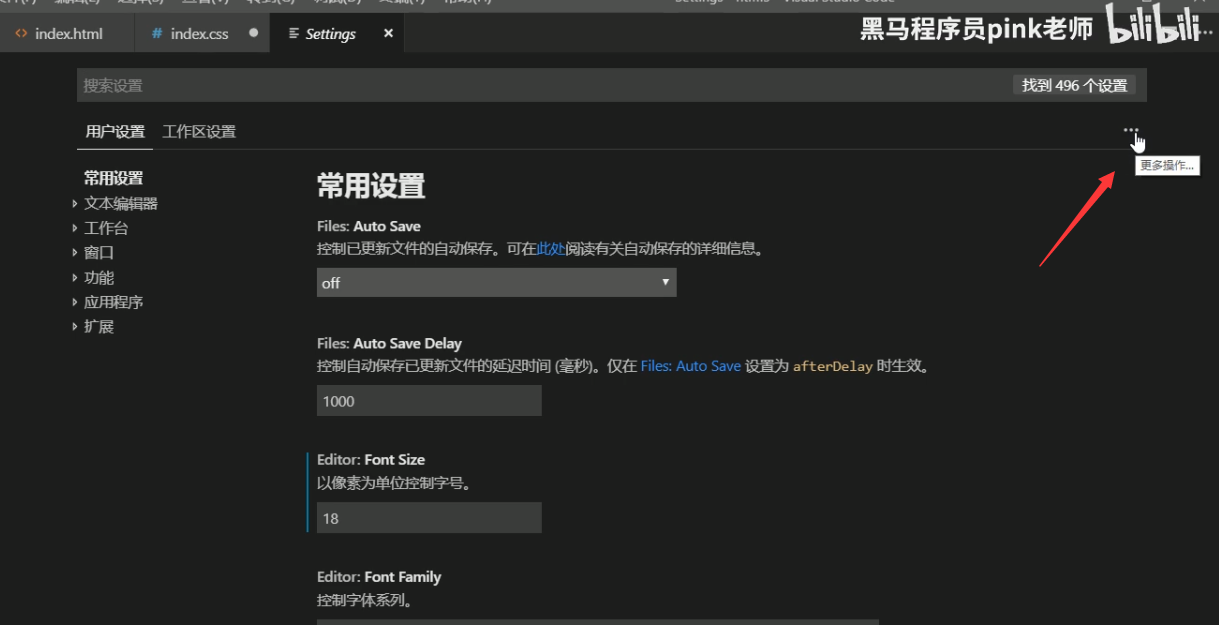 index.html
# index.css
Settings
黑马程序员pink老师 bilibili
搜索设置
找到 496 个设置
用户设置 工作区设置
更多操作...
常用设置
文本编辑器
工作台
窗口
功能
应用程序
扩展
常用设置
Files: Auto Save
控制已更新文件的自动保存。可在此处阅读有关自动保存的详细信息。
off
Files: Auto Save Delay
控制自动保存已更新文件的延迟时间 (毫秒)。仅在 Files: Auto Save 设置为 afterDelay 时生效。
1000
Editor: Font Size
以像素为单位控制字号。
18
Editor: Font Family
控制字体系列。